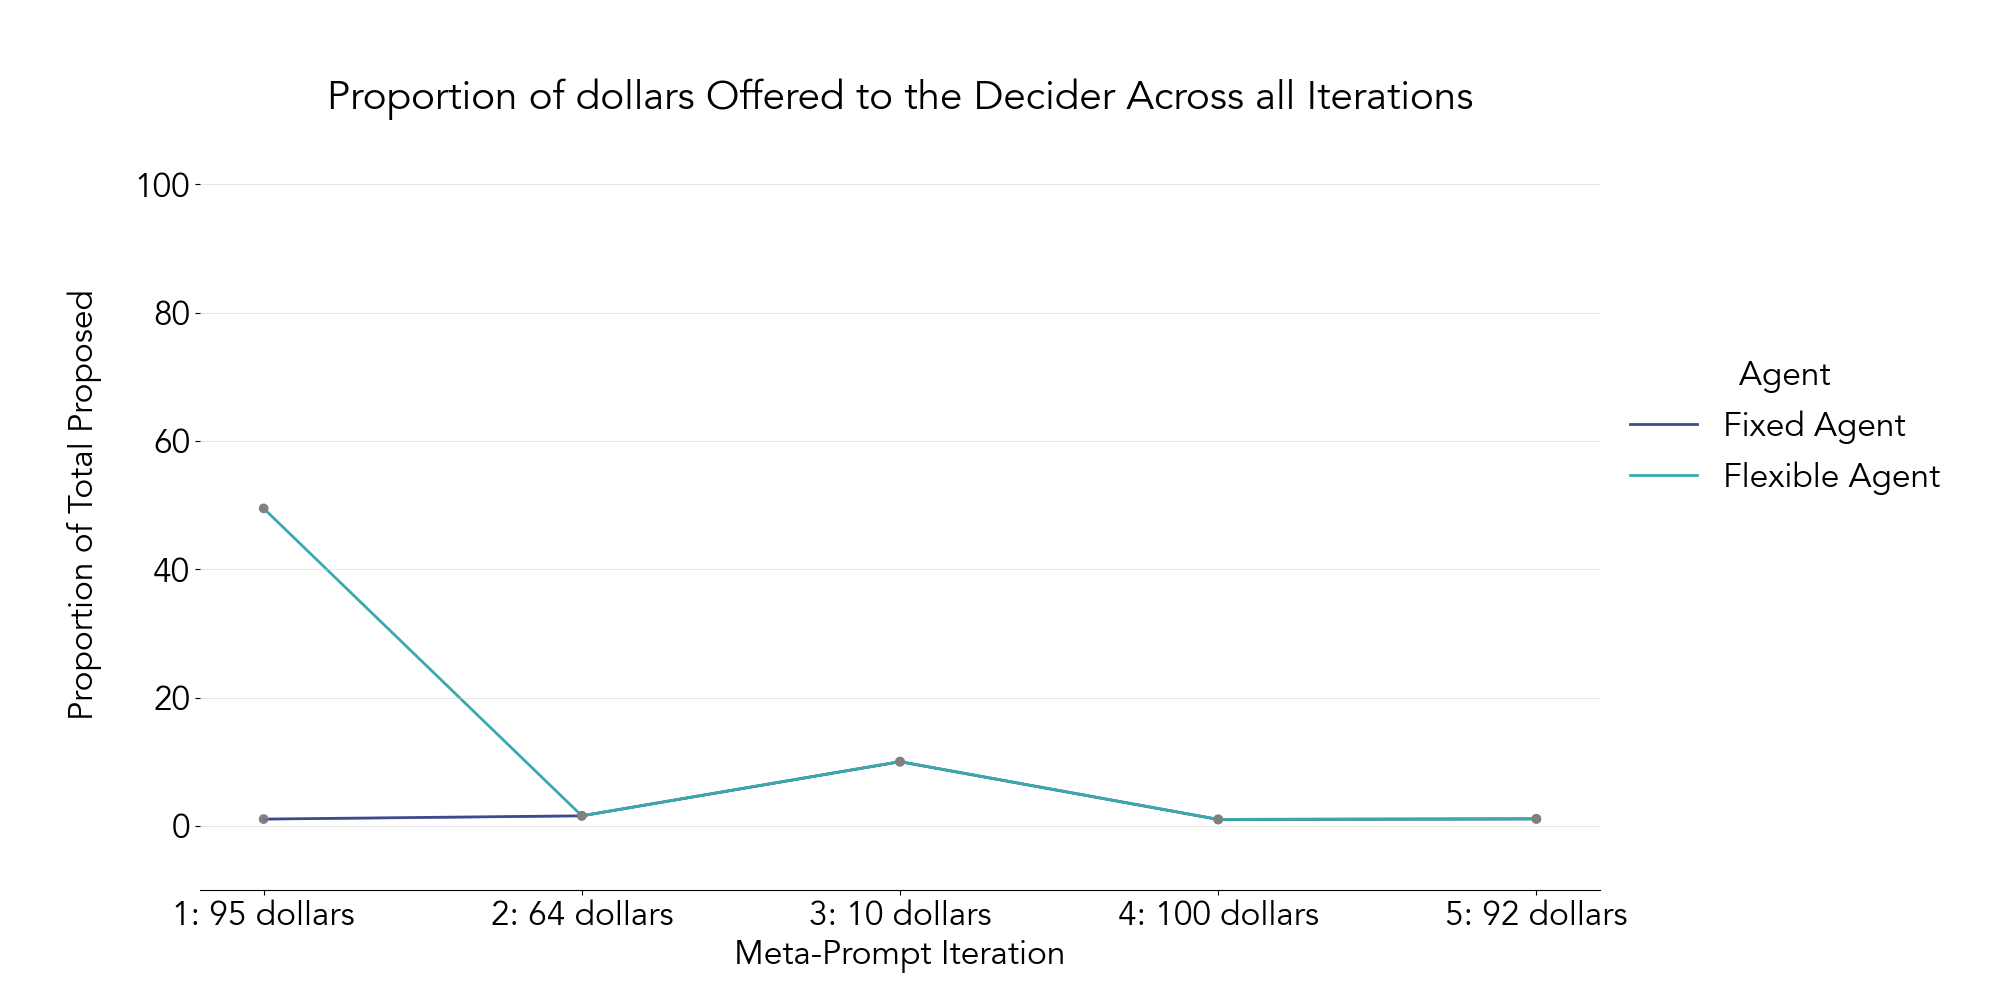 Proportion of dollars Offered to the Decider Across all Iterations
100
80
60
40
20
0
Proportion of Total Proposed
1: 95 dollars
2: 64 dollars
3: 10 dollars
4: 100 dollars
5: 92 dollars
Meta-Prompt Iteration
Agent
Fixed Agent
Flexible Agent